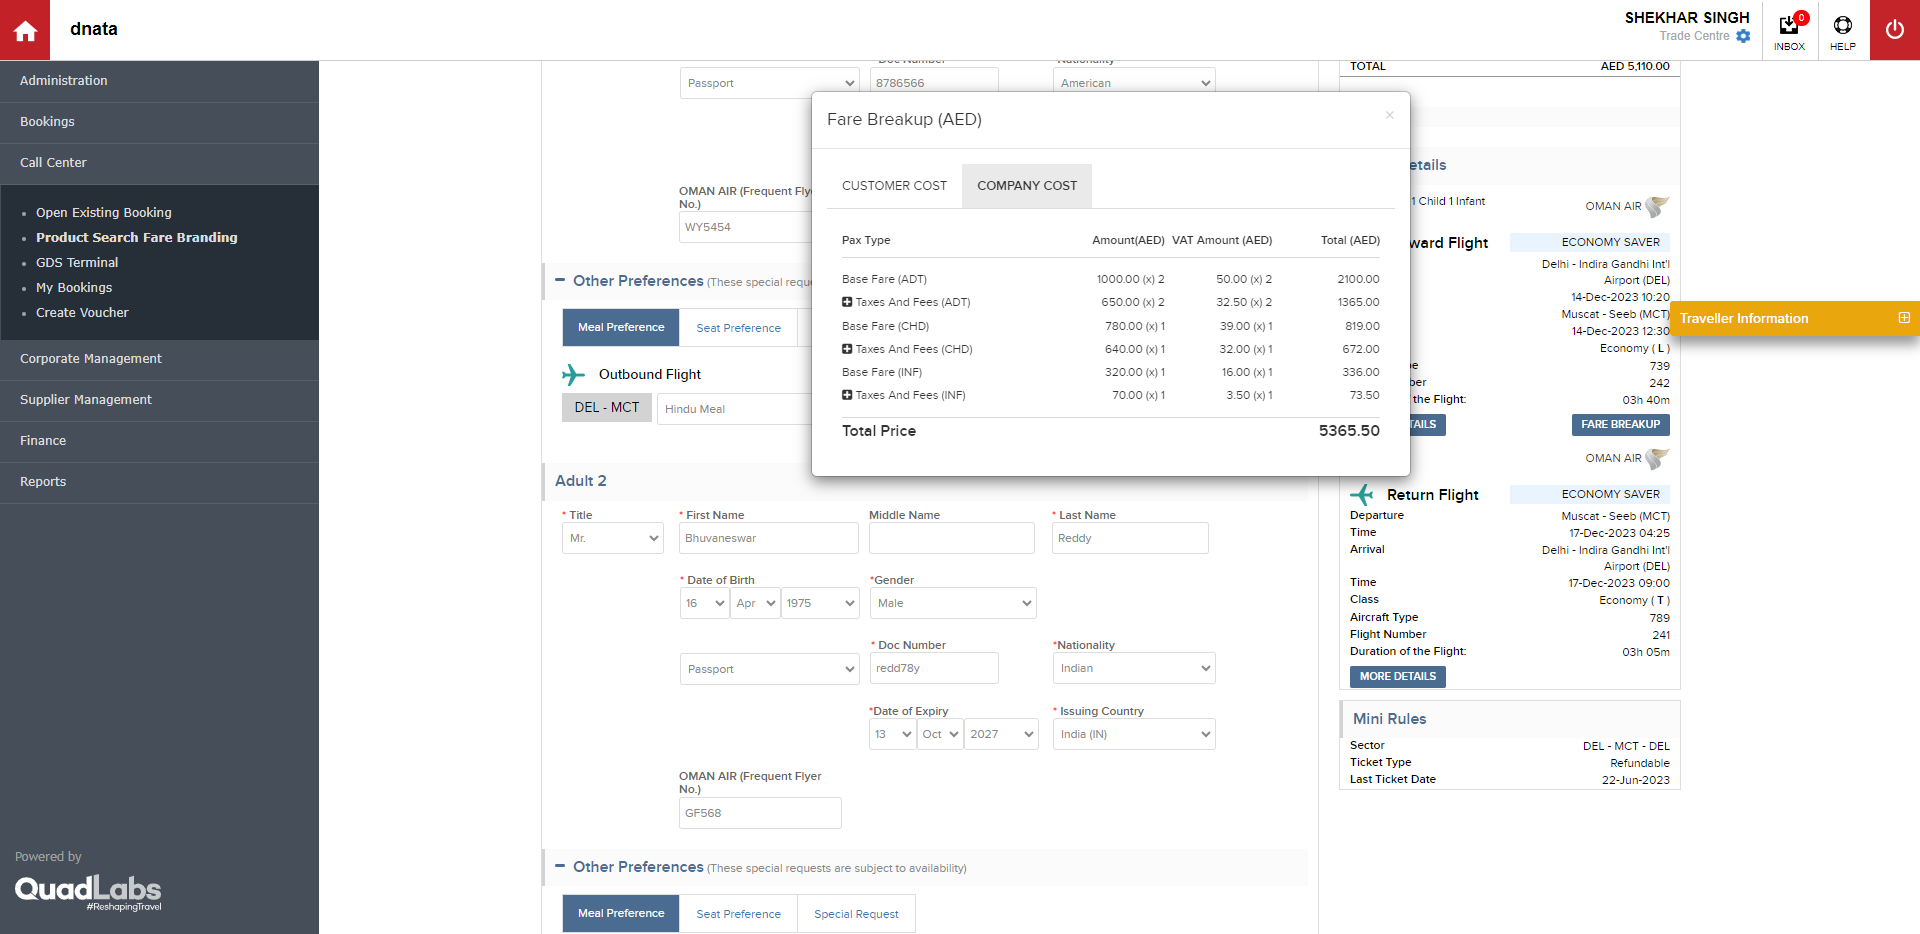 dnata
SHEKHAR SINGH
Trade Centre
0
INBOX
HELP
Administration
Bookings
Call Center
Open Existing Booking
Product Search Fare Branding
GDS Terminal
My Bookings
Create Voucher
Corporate Management
Supplier Management
Finance
Reports
Powered by
QuadLabs
#ReshapingTravel
Doc Number
Nationality
Passport
8786566
American
OMAN AIR (Frequent Fly
No.)
WY5454
Other Preferences (These special reque
Meal Preference
Seat Preference
Outbound Flight
DEL - MCT
Hindu Meal
Fare Breakup (AED)
×
CUSTOMER COST
COMPANY COST
Pax Type Amount(AED) VAT Amount (AED) Total (AED)
Base Fare (ADT) 1000.00 (x) 2 50.00 (x) 2 2100.00
Taxes And Fees (ADT) 650.00 (x) 2 32.50 (x) 2 1365.00
Base Fare (CHD) 780.00 (x) 1 39.00 (x) 1 819.00
Taxes And Fees (CHD) 640.00 (x) 1 32.00 (x) 1 672.00
Base Fare (INF) 320.00 (x) 1 16.00 (x) 1 336.00
Taxes And Fees (INF) 70.00 (x) 1 3.50 (x) 1 73.50
Total Price 5365.50
Adult 2
* Title
* First Name
Middle Name
* Last Name
Mr.
Bhuvaneswar
Reddy
* Date of Birth
*Gender
16
Apr
1975
Male
* Doc Number
*Nationality
Passport
redd78y
Indian
*Date of Expiry
* Issuing Country
13
Oct
2027
India (IN)
OMAN AIR (Frequent Flyer
No.)
GF568
Other Preferences (These special requests are subject to availability)
Meal Preference
Seat Preference
Special Request
TOTAL AED 5,110.00
etails
1 Child 1 Infant
OMAN AIR
ward Flight
ECONOMY SAVER
Delhi - Indira Gandhi Int'l
Airport (DEL)
14-Dec-2023 10:20
Muscat - Seeb (MCT)
14-Dec-2023 12:30
Economy ( L )
pe 739
ber 242
the Flight: 03h 40m
TAILS
FARE BREAKUP
OMAN AIR
Return Flight
ECONOMY SAVER
Departure Muscat - Seeb (MCT)
Time 17-Dec-2023 04:25
Arrival Delhi - Indira Gandhi Int'l
Airport (DEL)
Time 17-Dec-2023 09:00
Class Economy ( T )
Aircraft Type 789
Flight Number 241
Duration of the Flight: 03h 05m
MORE DETAILS
Mini Rules
Sector DEL - MCT - DEL
Ticket Type Refundable
Last Ticket Date 22-Jun-2023
Traveller Information